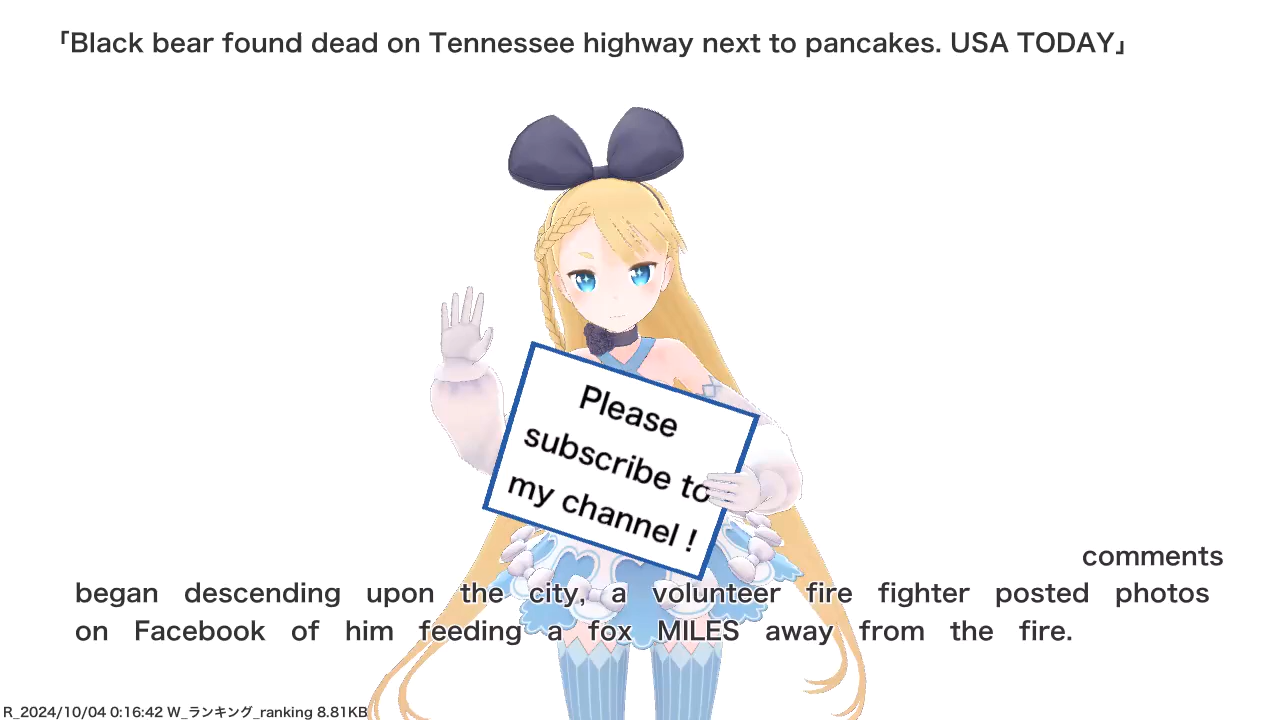 「Black bear found dead on Tennessee highway next to pancakes. USA TODAY」
Please
subscribe to
my channel !
comments
began descending upon the city, a volunteer fire fighter posted photos
on Facebook of him feeding a fox MILES away from the fire.
R_2024/10/04 0:16:42 W_ランキング_ranking 8.81KB